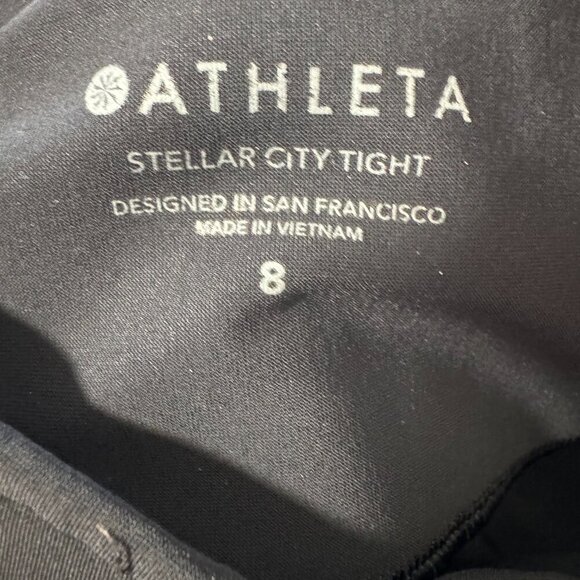 ATHLETA
STELLAR CITY TIGHT
DESIGNED IN SAN FRANCISCO
MADE IN VIETNAM
8